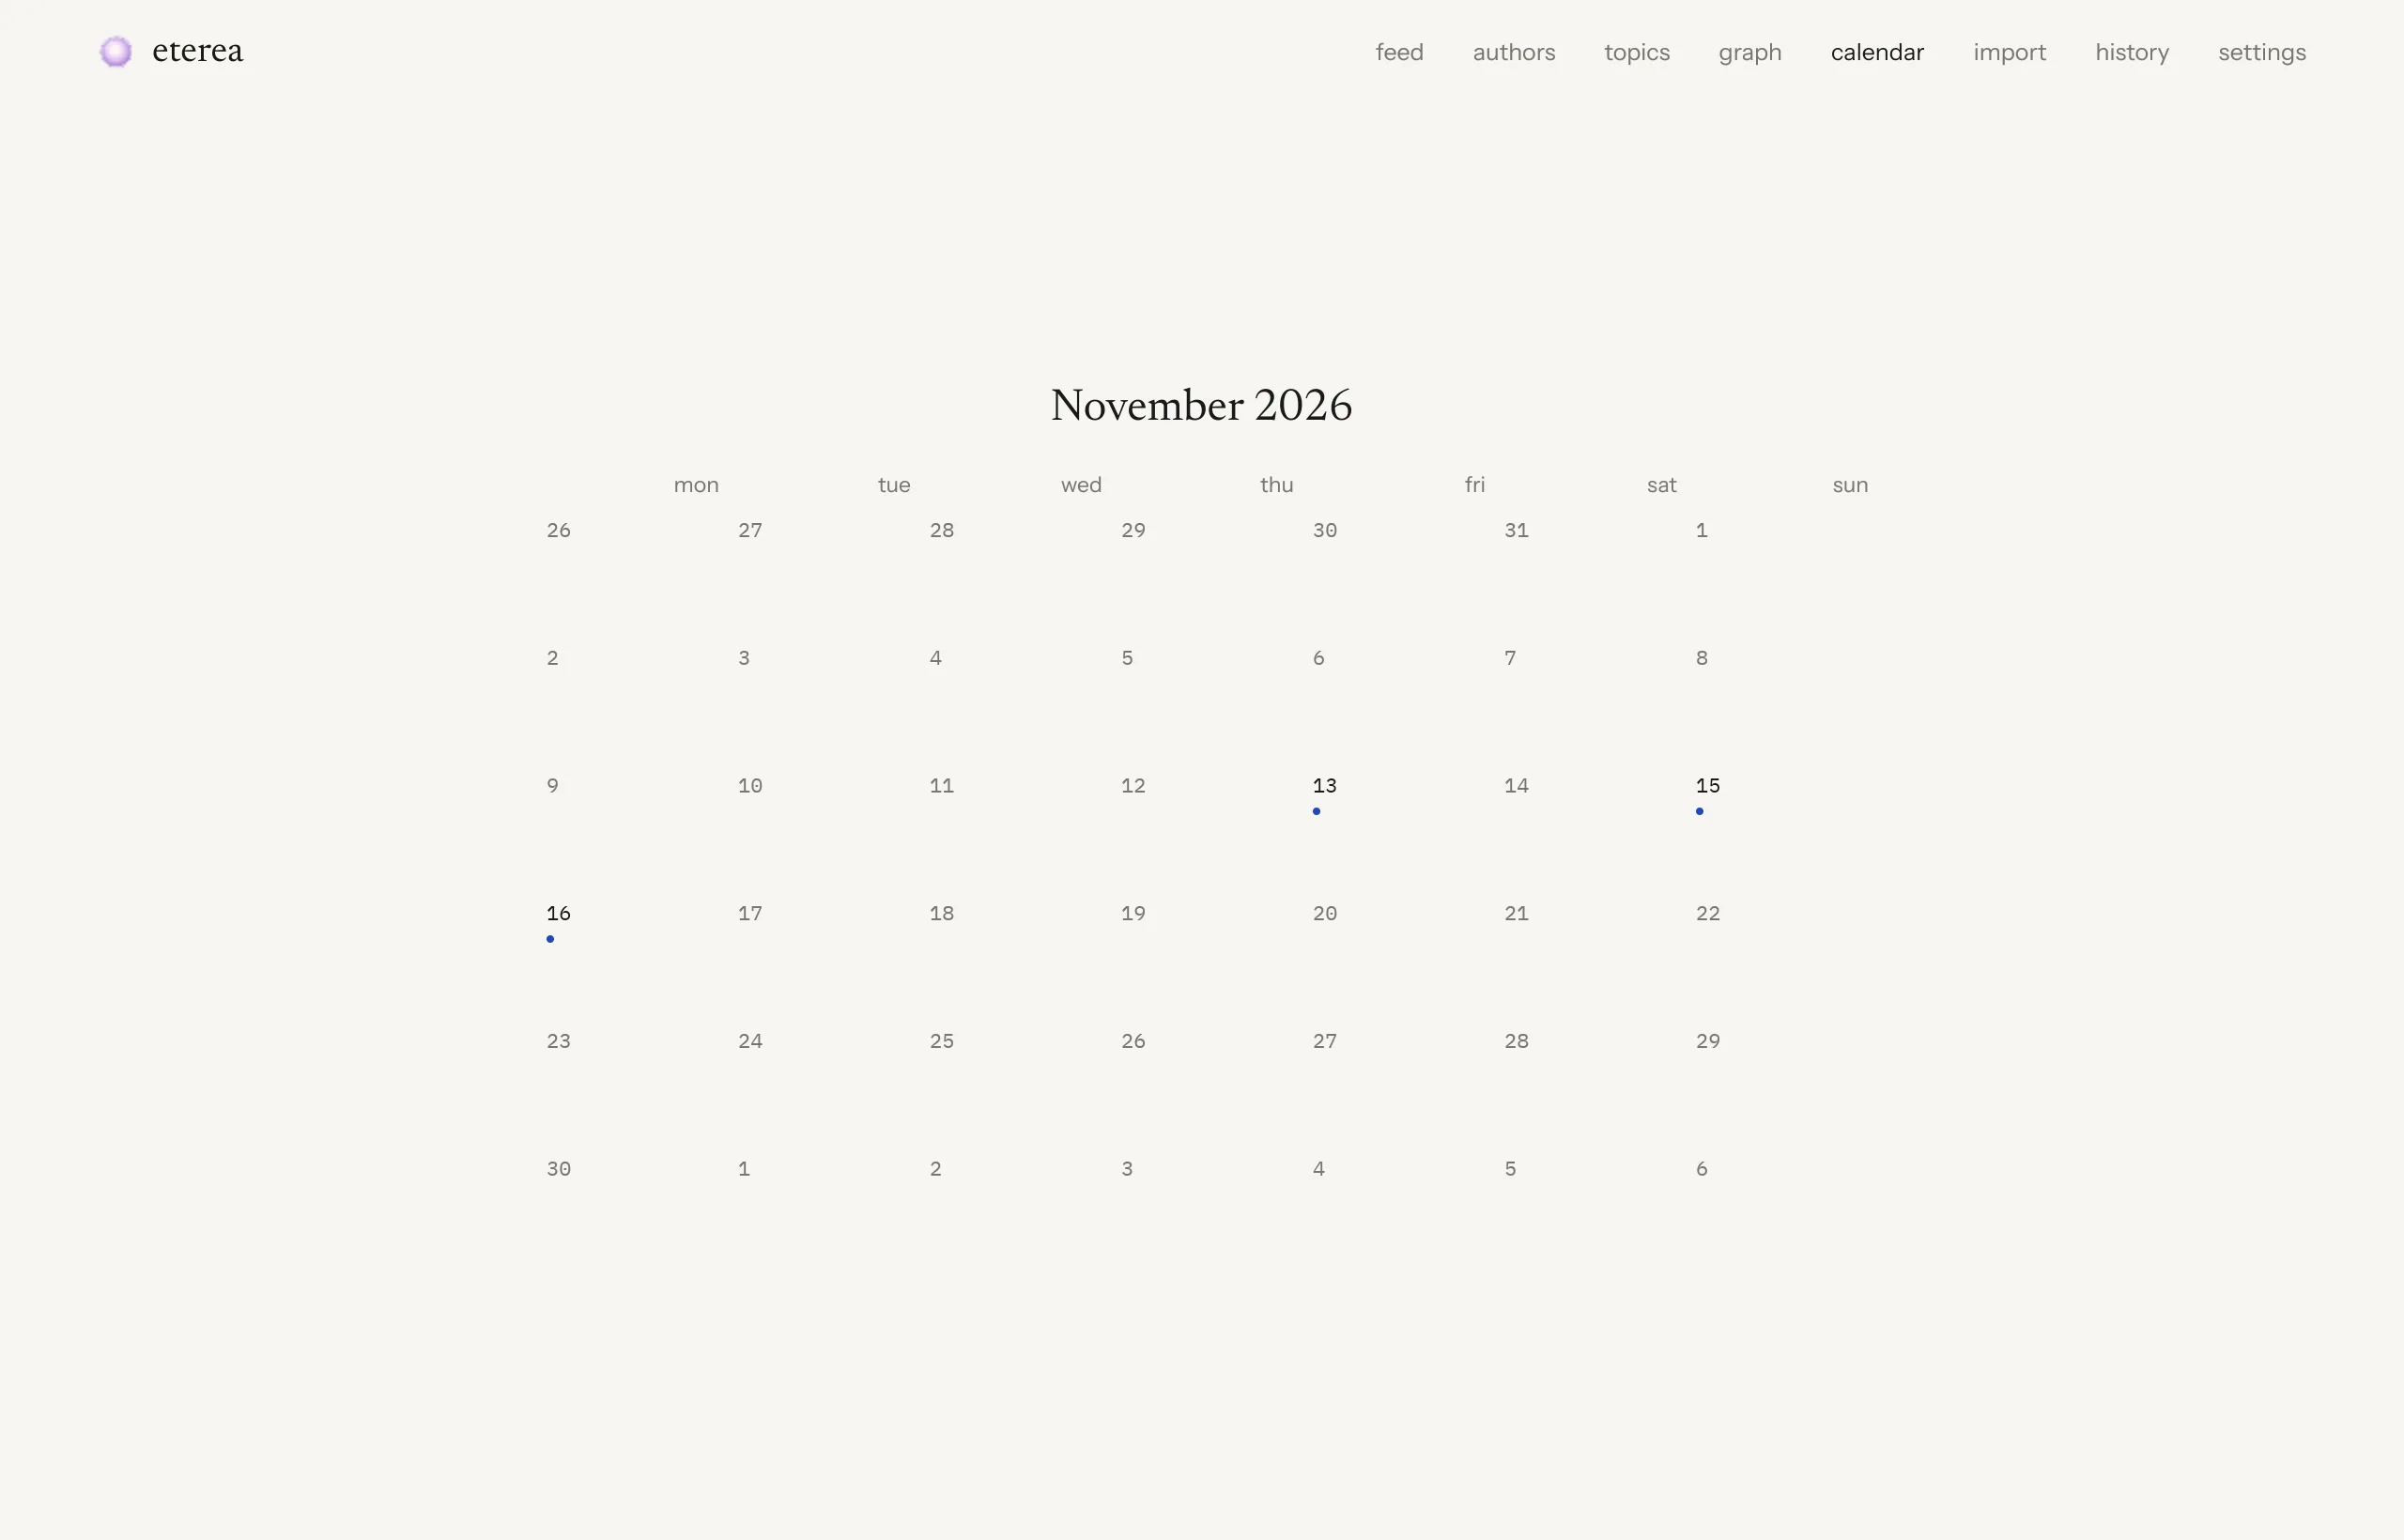 eterea feed authors topics graph calendar import history settings
November 2026
mon tue wed thu fri sat sun
26 27 28 29 30 31 1
2 3 4 5 6 7 8
9 10 11 12 13 14 15
16 17 18 19 20 21 22
23 24 25 26 27 28 29
30 1 2 3 4 5 6